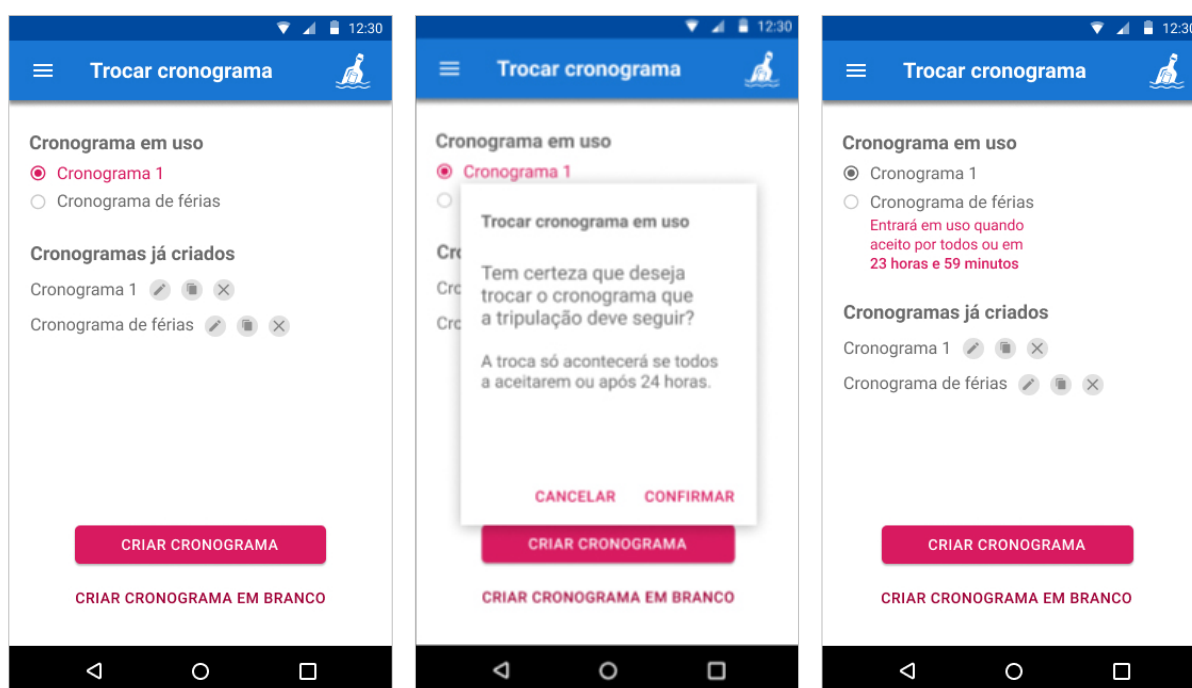 12:30
Trocar cronograma
Cronograma em uso
Cronograma 1
Cronograma de férias
Cronogramas já criados
Cronograma 1
Cronograma de férias
CRIAR CRONOGRAMA
CRIAR CRONOGRAMA EM BRANCO
12:30
Trocar cronograma
Cronograma em uso
Cronograma 1
Trocar cronograma em uso
Tem certeza que deseja
trocar o cronograma que
a tripulação deve seguir?
A troca só acontecerá se todos
a aceitarem ou após 24 horas.
CANCELAR CONFIRMAR
CRIAR CRONOGRAMA
CRIAR CRONOGRAMA EM BRANCO
12:30
Trocar cronograma
Cronograma em uso
Cronograma 1
Cronograma de férias
Entrará em uso quando
aceito por todos ou em
23 horas e 59 minutos
Cronogramas já criados
Cronograma 1
Cronograma de férias
CRIAR CRONOGRAMA
CRIAR CRONOGRAMA EM BRANCO